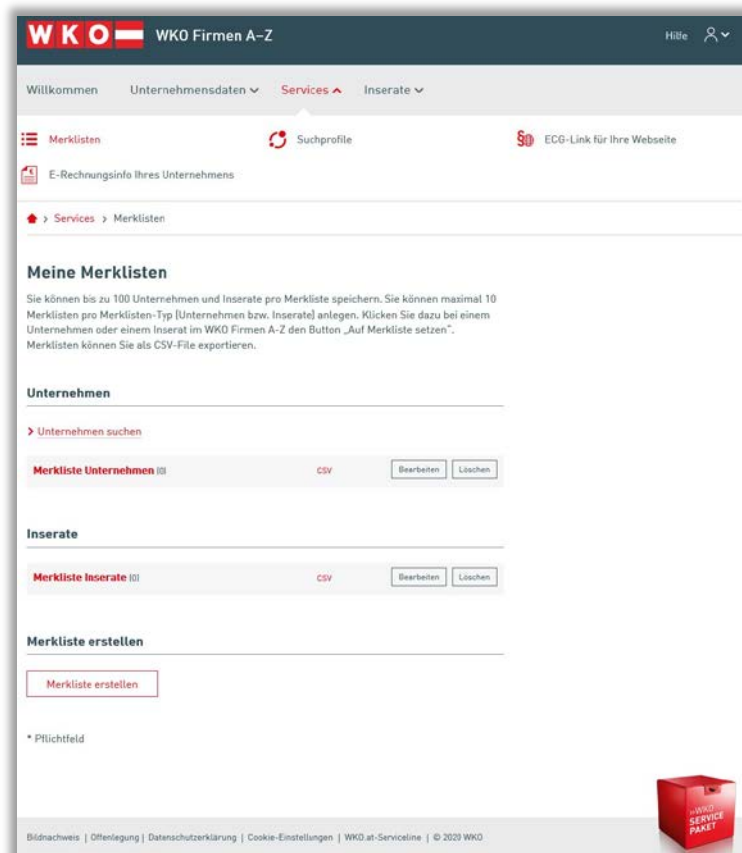 WKO WKO Firmen A–Z Hilfe
Willkommen Unternehmensdaten Services Inserate
Merklisten Suchprofile ECG-Link für Ihre Webseite
E-Rechnungsinfo Ihres Unternehmens
> Services > Merklisten
Meine Merklisten
Sie können bis zu 100 Unternehmen und Inserate pro Merkliste speichern. Sie können maximal 10
Merklisten pro Merklisten-Typ (Unternehmen bzw. Inserate) anlegen. Klicken Sie dazu bei einem
Unternehmen oder einem Inserat im WKO Firmen A-Z den Button „Auf Merkliste setzen".
Merklisten können Sie als CSV-File exportieren.
Unternehmen
> Unternehmen suchen
Merkliste Unternehmen (0) CSV Bearbeiten Löschen
Inserate
Merkliste Inserate (0) CSV Bearbeiten Löschen
Merkliste erstellen
Merkliste erstellen
* Pflichtfeld
»WKO
SERVICE
PAKET
Bildnachweis | Offenlegung | Datenschutzerklärung | Cookie-Einstellungen | WKO.at-Serviceline | © 2020 WKO